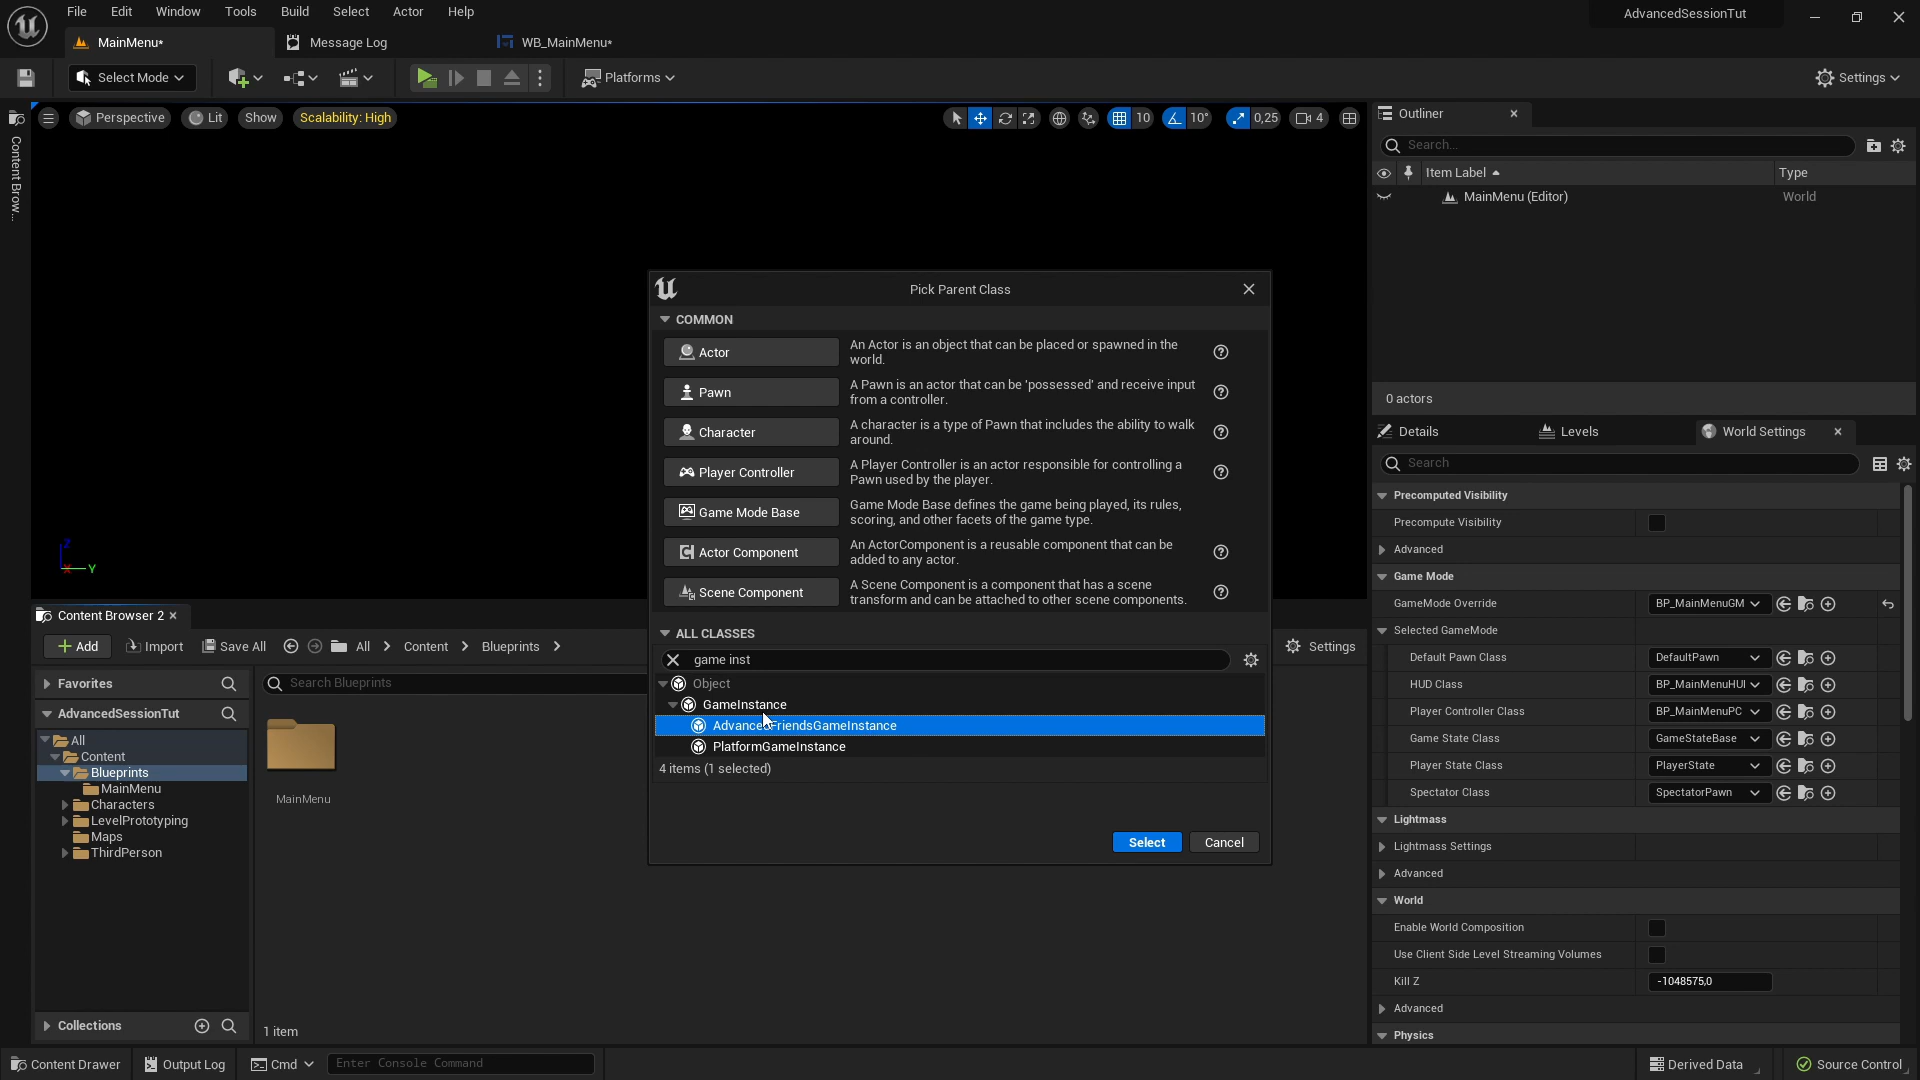 File Edit Window Tools Build Select Actor Help
AdvancedSessionTut
MainMenu* Message Log WB_MainMenu*
Select Mode Platforms Settings
Content Brow...
Perspective Lit Show Scalability: High 10 10° 0,25 4
Outliner
Search...
Item Label Type
MainMenu (Editor) World
0 actors
Pick Parent Class
COMMON
Actor An Actor is an object that can be placed or spawned in the
world.
Pawn A Pawn is an actor that can be 'possessed' and receive input
from a controller.
Character A character is a type of Pawn that includes the ability to walk
around.
Player Controller A Player Controller is an actor responsible for controlling a
Pawn used by the player.
Game Mode Base Game Mode Base defines the game being played, its rules,
scoring, and other facets of the game type.
Actor Component An ActorComponent is a reusable component that can be
added to any actor.
Scene Component A Scene Component is a component that has a scene
transform and can be attached to other scene components.
ALL CLASSES
game inst
Object
GameInstance
AdvancedFriendsGameInstance
PlatformGameInstance
4 items (1 selected)
Select Cancel
Z
X Y
Content Browser 2
Add Import Save All All Content Blueprints Settings
Favorites
Search Blueprints
AdvancedSessionTut
All
Content
Blueprints
MainMenu
Characters
LevelPrototyping
Maps
ThirdPerson
MainMenu
Collections
1 item
Details Levels World Settings
Search
Precomputed Visibility
Precompute Visibility
Advanced
Game Mode
GameMode Override BP_MainMenuGM
Selected GameMode
Default Pawn Class DefaultPawn
HUD Class BP_MainMenuHUI
Player Controller Class BP_MainMenuPC
Game State Class GameStateBase
Player State Class PlayerState
Spectator Class SpectatorPawn
Lightmass
Lightmass Settings
Advanced
World
Enable World Composition
Use Client Side Level Streaming Volumes
Kill Z -1048575,0
Advanced
Physics
Content Drawer Output Log Cmd Enter Console Command Derived Data Source Control